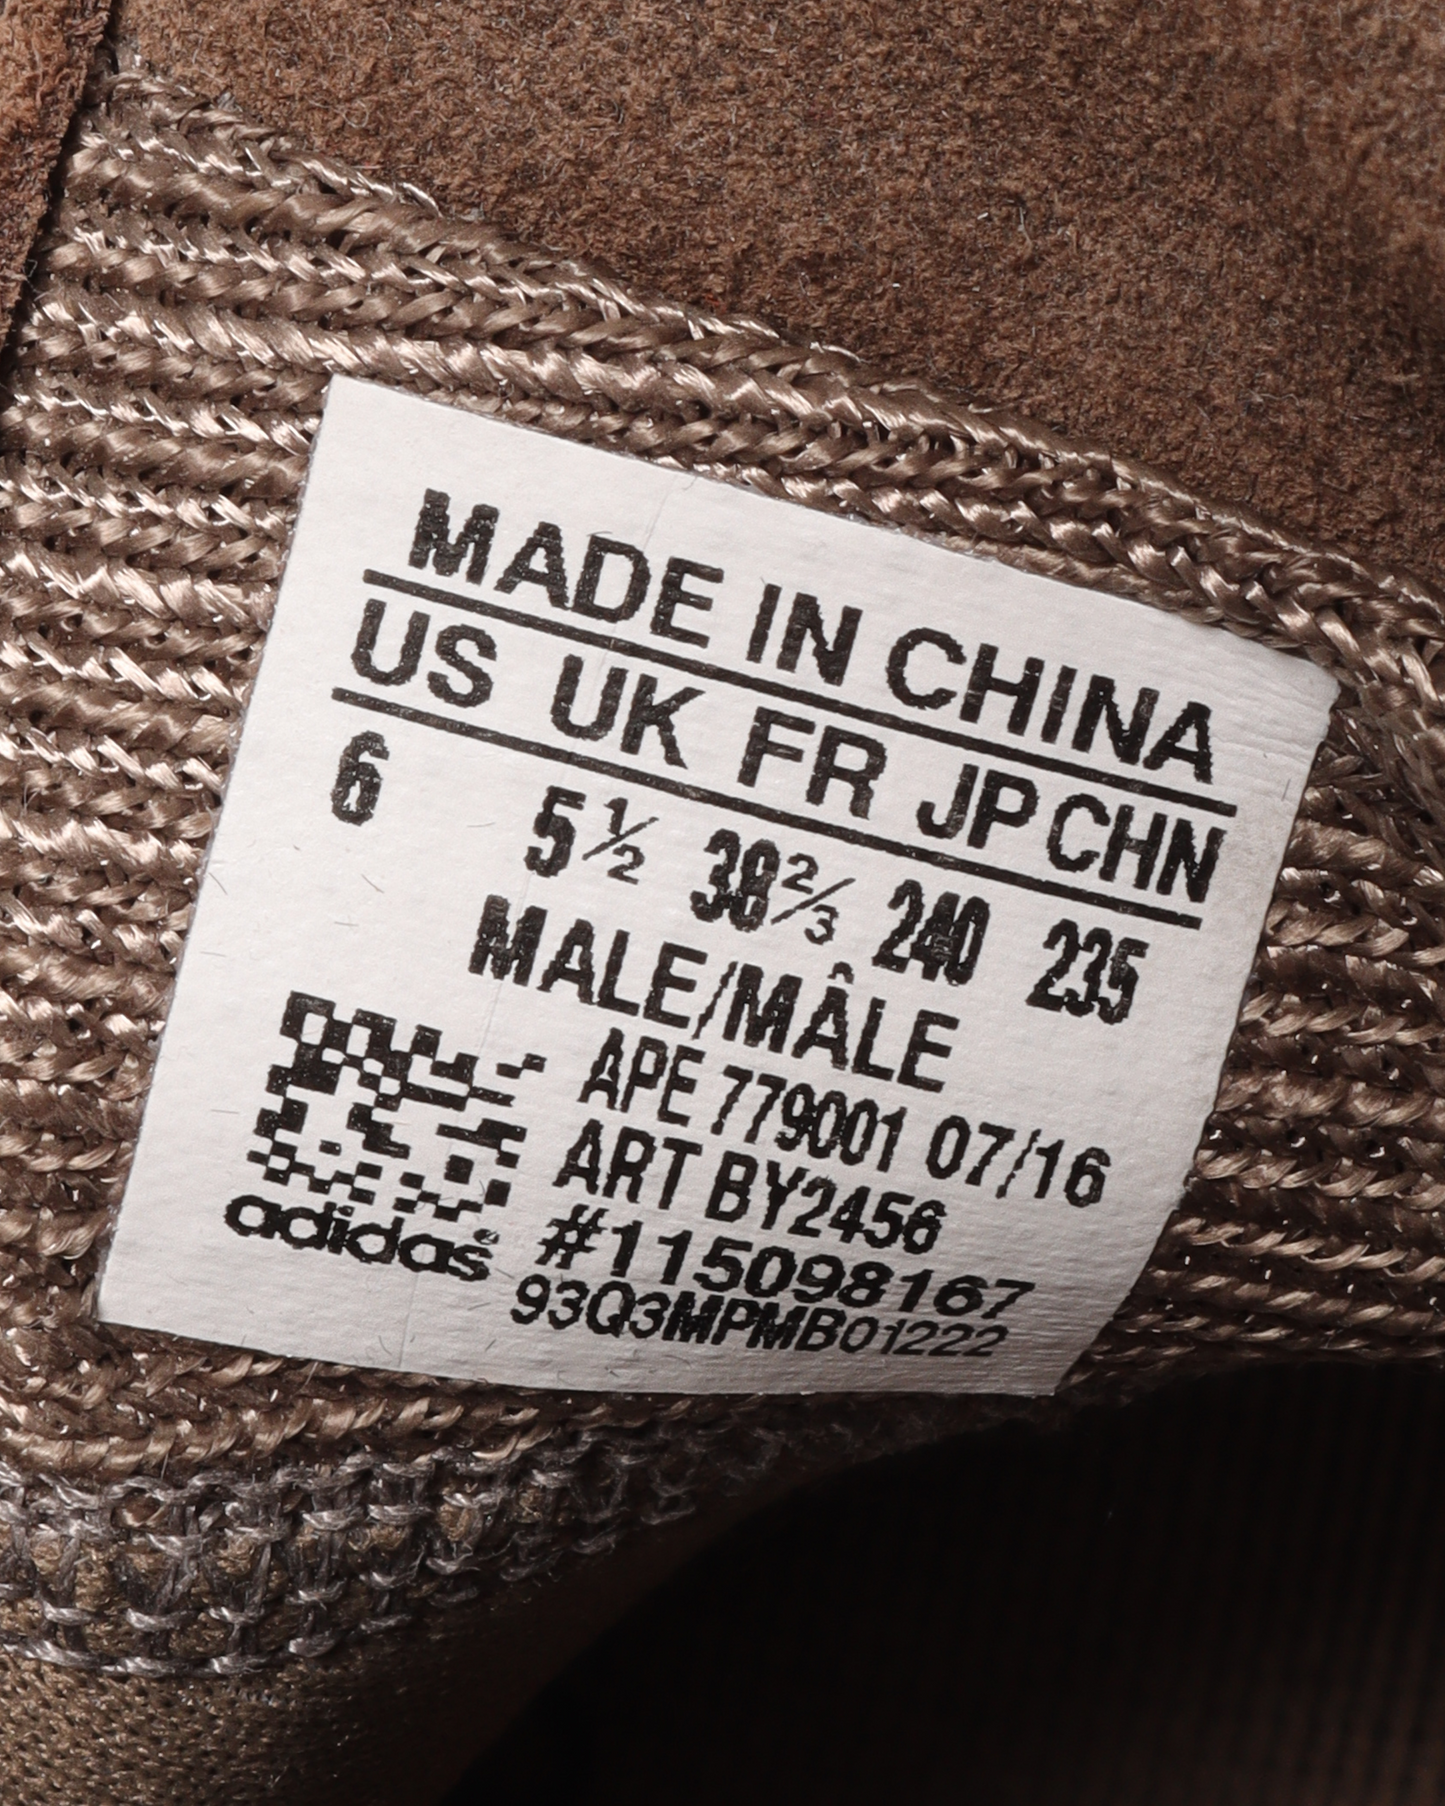 MADE IN CHINA
US UK FR JP CHN
6 5½ 38⅔ 240 235
MALE/MÂLE
APE 779001 07/16
ART BY2456
#115098167
93Q3MPMB01222
adidas